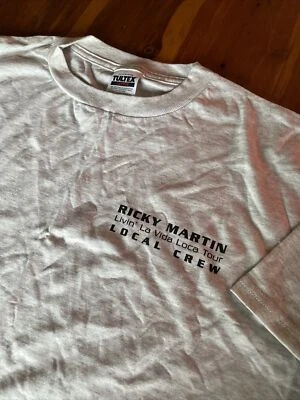 TULTEX
RICKY MARTIN
Livin' La Vida Loca Tour
LOCAL CREW